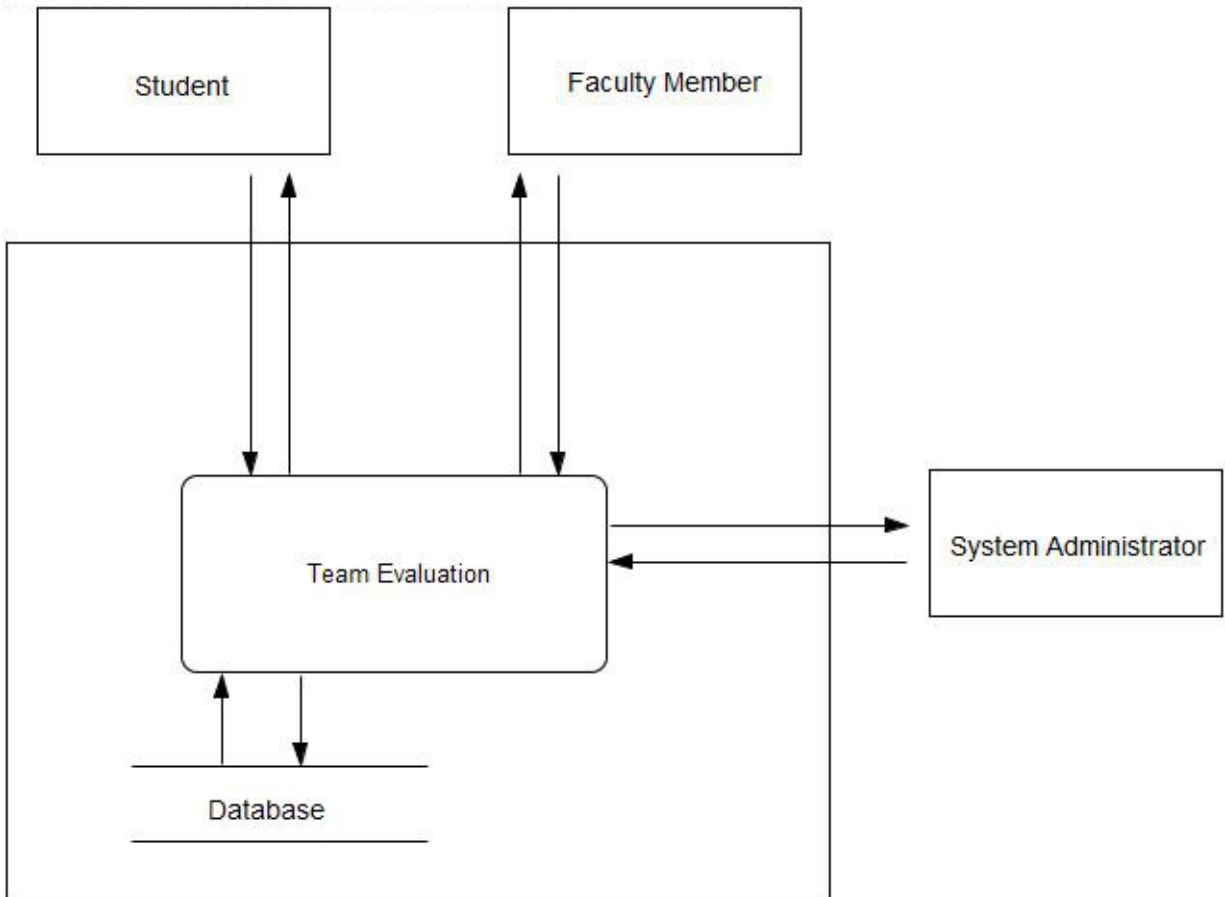 Student
Faculty Member
System Administrator
Team Evaluation
Database